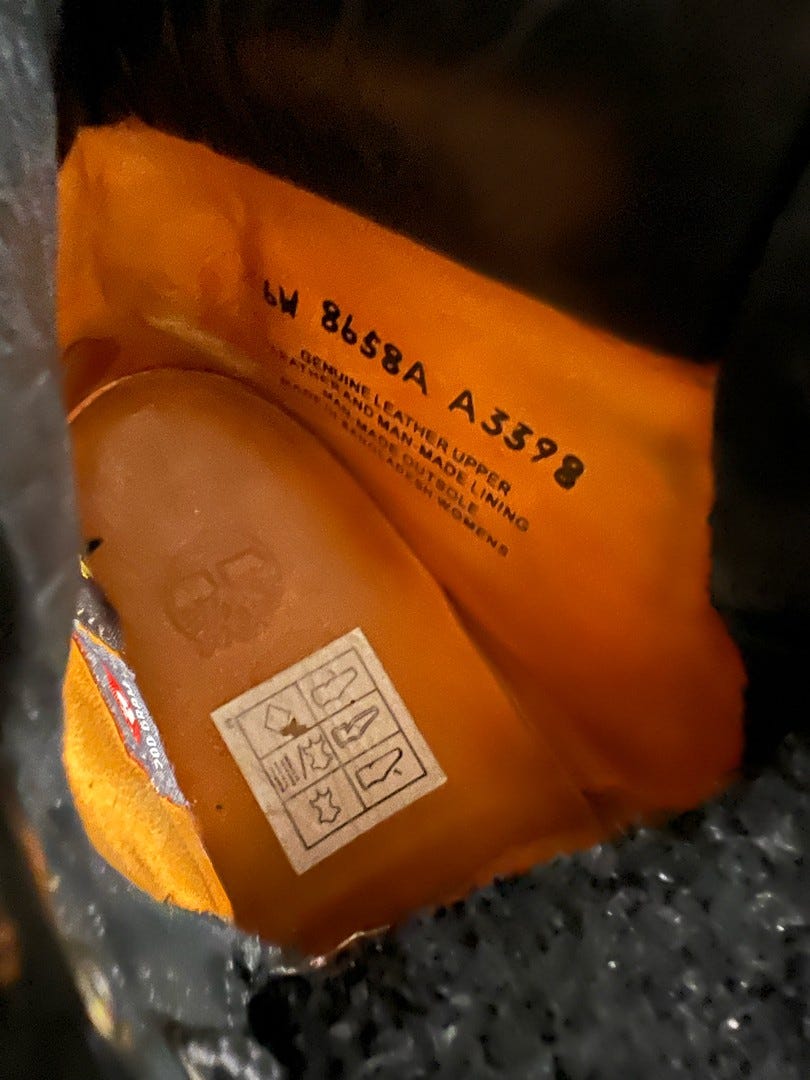 6W 8658A A3398
GENUINE LEATHER UPPER
LEATHER AND MAN MADE LINING
MAN MADE OUTSOLE
MADE IN BANGLADESH WOMENS